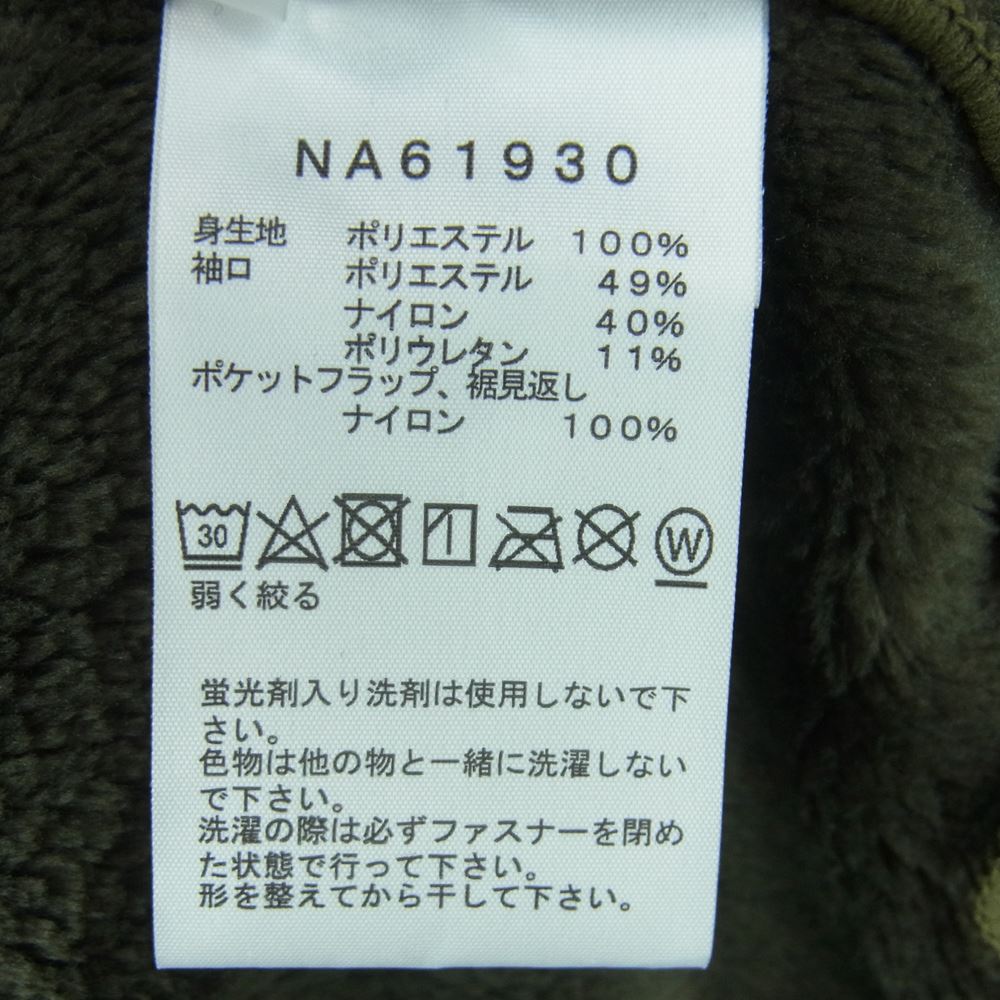 NA61930
身生地 ポリエステル 100%
袖口 ポリエステル 49%
ナイロン 40%
ポリウレタン 11%
ポケットフラップ、裾見返し
ナイロン 100%
30 W
弱く絞る
蛍光剤入り洗剤は使用しないで下
さい。
色物は他の物と一緒に洗濯しない
で下さい。
洗濯の際は必ずファスナーを閉め
た状態で行って下さい。
形を整えてから干して下さい。